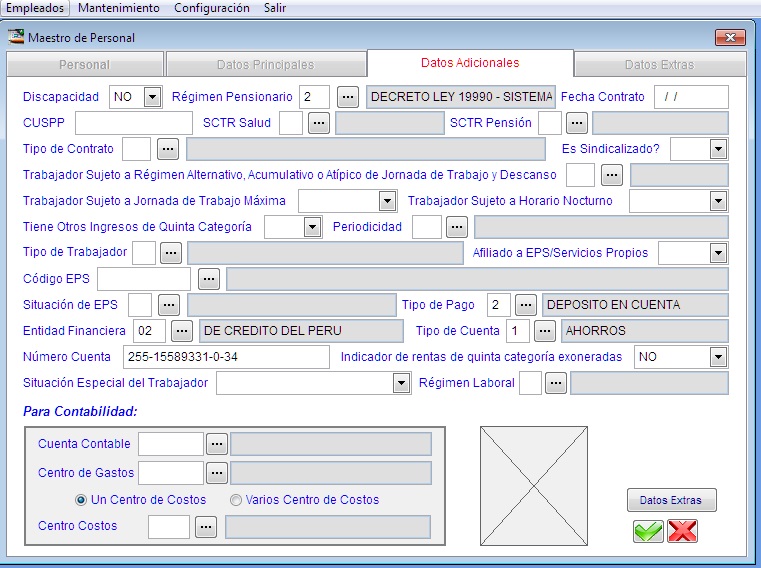 Empleados Mantenimiento Configuración Salir
Maestro de Personal
Personal Datos Principales Datos Adicionales Datos Extras
Discapacidad NO Régimen Pensionario 2 ... DECRETO LEY 19990 - SISTEMA Fecha Contrato / /
CUSPP SCTR Salud ... SCTR Pensión ...
Tipo de Contrato ... Es Sindicalizado?
Trabajador Sujeto a Régimen Alternativo, Acumulativo o Atípico de Jornada de Trabajo y Descanso ...
Trabajador Sujeto a Jornada de Trabajo Máxima Trabajador Sujeto a Horario Nocturno
Tiene Otros Ingresos de Quinta Categoría Periodicidad ...
Tipo de Trabajador ... Afiliado a EPS/Servicios Propios
Código EPS ...
Situación de EPS ... Tipo de Pago 2 ... DEPOSITO EN CUENTA
Entidad Financiera 02 ... DE CREDITO DEL PERU Tipo de Cuenta 1 ... AHORROS
Número Cuenta 255-15589331-0-34 Indicador de rentas de quinta categoría exoneradas NO
Situación Especial del Trabajador Régimen Laboral ...
Para Contabilidad:
Cuenta Contable ...
Centro de Gastos ...
Un Centro de Costos Varios Centro de Costos
Centro Costos ...
Datos Extras